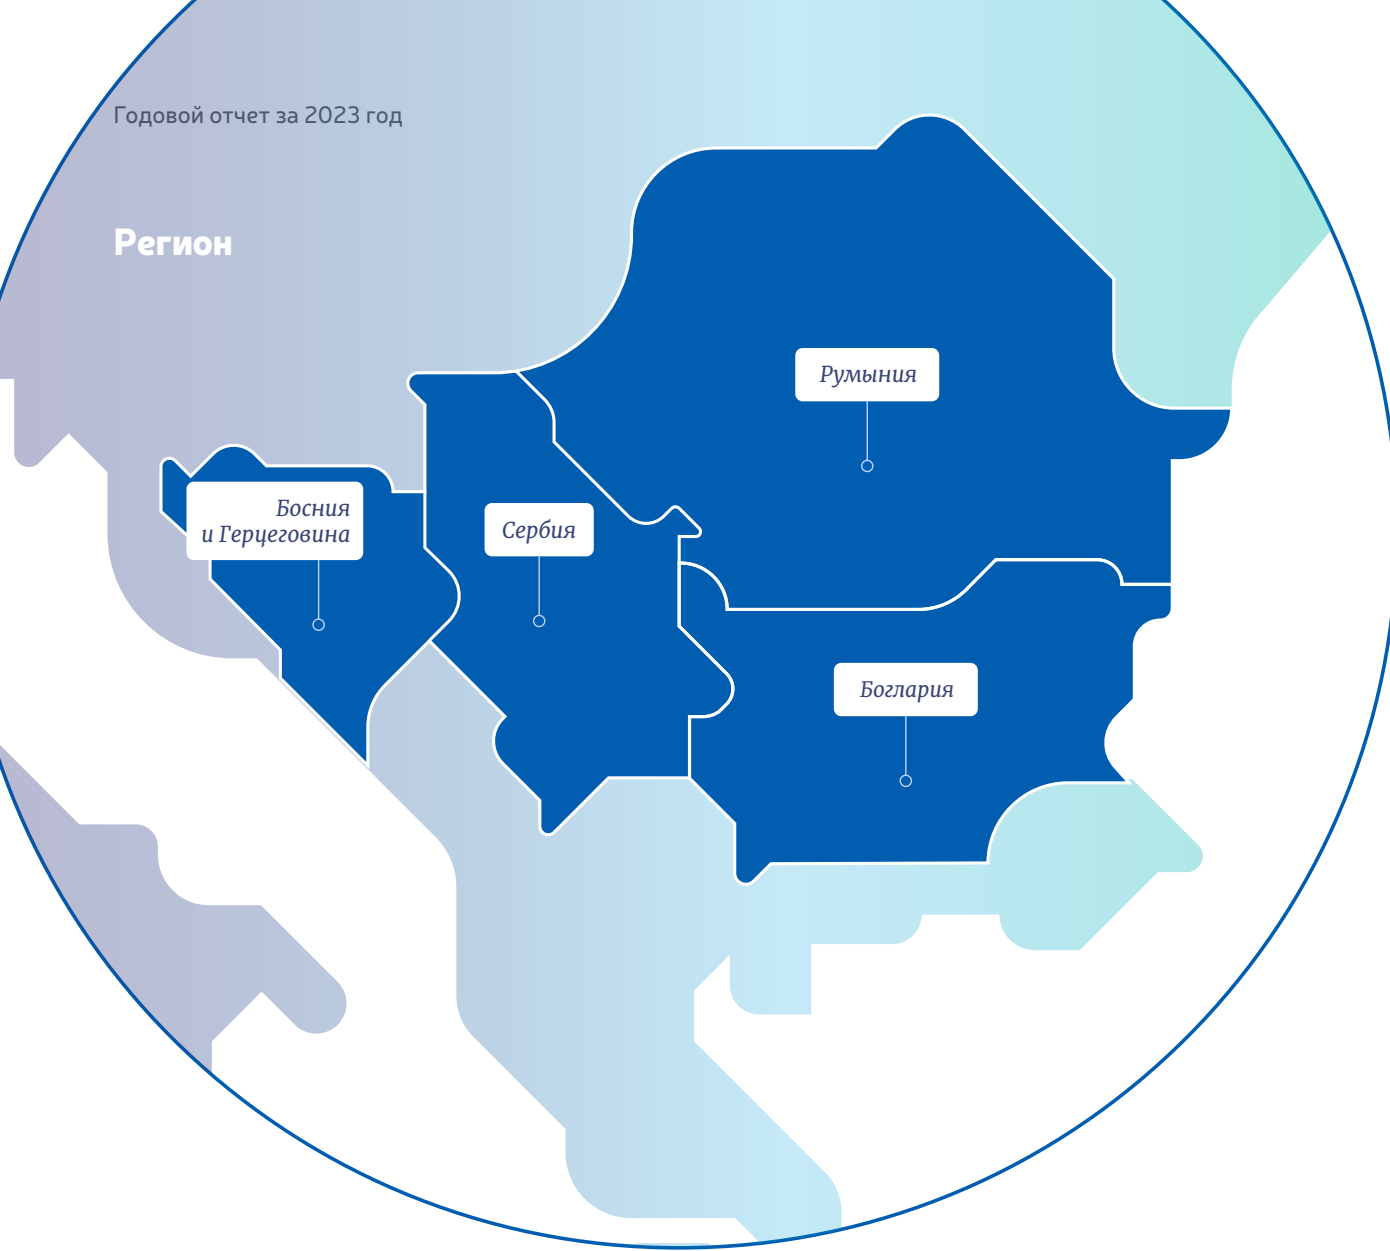 Годовой отчет за 2023 год
Регион
Румыния
Босния
и Герцеговина
Сербия
Боглария